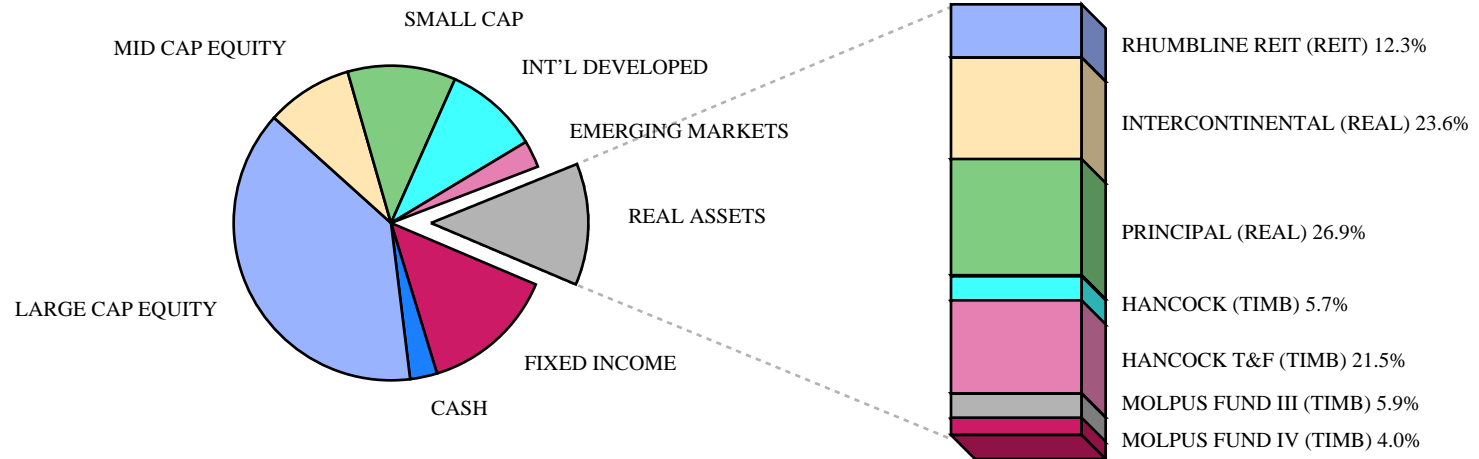 SMALL CAP
MID CAP EQUITY
INT'L DEVELOPED
EMERGING MARKETS
REAL ASSETS
LARGE CAP EQUITY
FIXED INCOME
CASH
RHUMBLINE REIT (REIT) 12.3%
INTERCONTINENTAL (REAL) 23.6%
PRINCIPAL (REAL) 26.9%
HANCOCK (TIMB) 5.7%
HANCOCK T&F (TIMB) 21.5%
MOLPUS FUND III (TIMB) 5.9%
MOLPUS FUND IV (TIMB) 4.0%